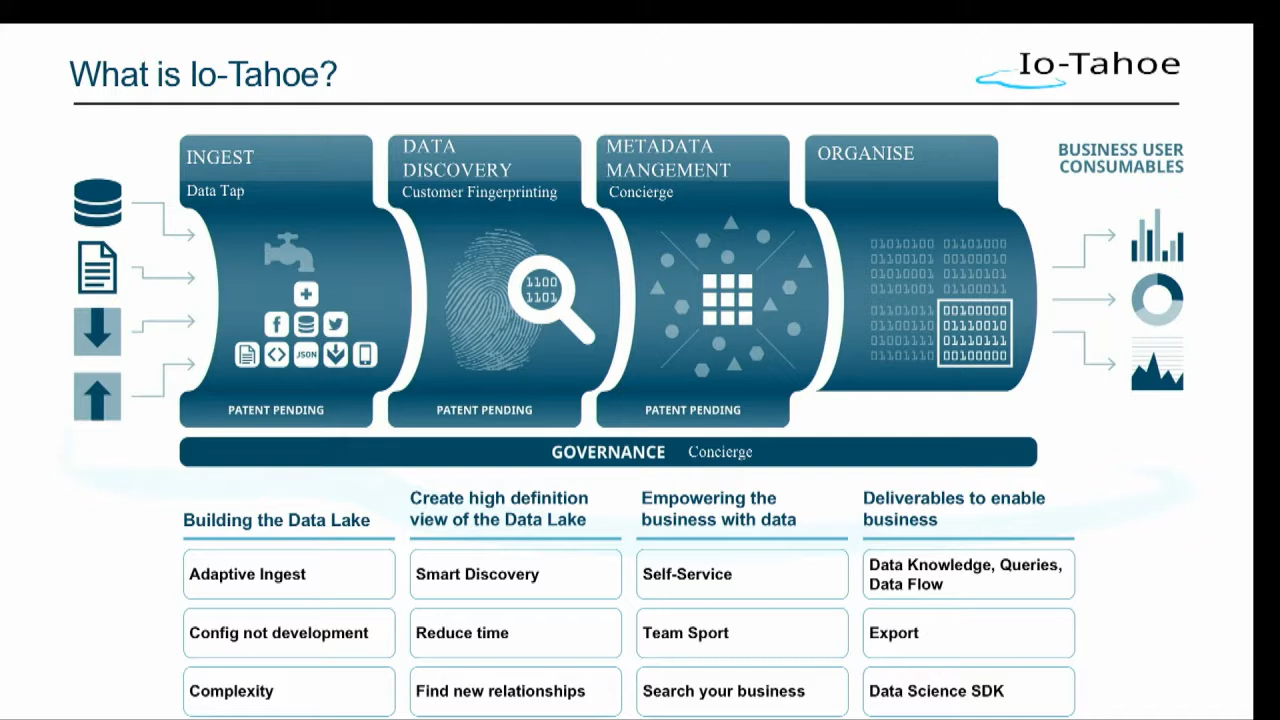 What is Io-Tahoe?
Io-Tahoe
INGEST
Data Tap
DATA
DISCOVERY
Customer Fingerprinting
METADATA
MANGEMENT
Concierge
ORGANISE
BUSINESS USER
CONSUMABLES
1100
1101
f
JSON
01010100 01101000
01100101 00100000
01010001 01110101
01101001 01100011
01101011 00100000
01100010 01110010
01001111 01110111
01101110 00100000
PATENT PENDING
PATENT PENDING
PATENT PENDING
GOVERNANCE Concierge
Building the Data Lake
Create high definition
view of the Data Lake
Empowering the
business with data
Deliverables to enable
business
Adaptive Ingest
Smart Discovery
Self-Service
Data Knowledge, Queries,
Data Flow
Config not development
Reduce time
Team Sport
Export
Complexity
Find new relationships
Search your business
Data Science SDK